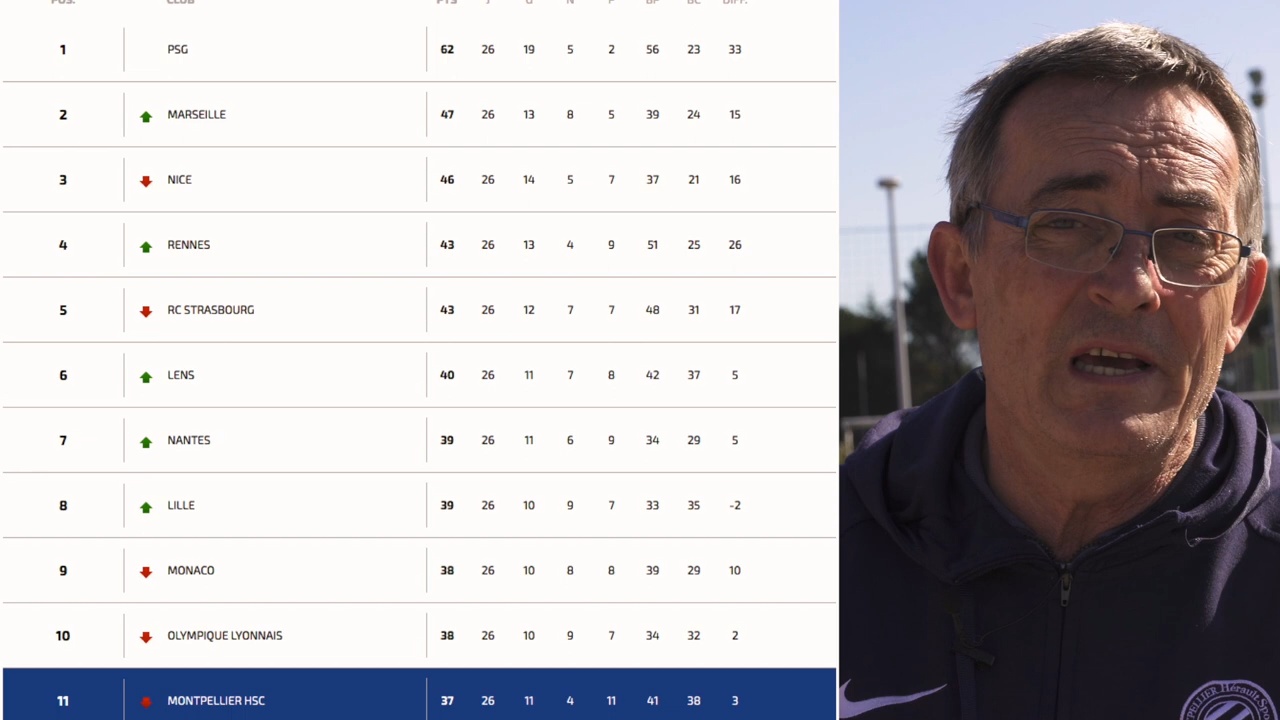 POS. CLUB PTS J G N P BP BC DIFF.
1 PSG 62 26 19 5 2 56 23 33
2 MARSEILLE 47 26 13 8 5 39 24 15
3 NICE 46 26 14 5 7 37 21 16
4 RENNES 43 26 13 4 9 51 25 26
5 RC STRASBOURG 43 26 12 7 7 48 31 17
6 LENS 40 26 11 7 8 42 37 5
7 NANTES 39 26 11 6 9 34 29 5
8 LILLE 39 26 10 9 7 33 35 -2
9 MONACO 38 26 10 8 8 39 29 10
10 OLYMPIQUE LYONNAIS 38 26 10 9 7 34 32 2
11 MONTPELLIER HSC 37 26 11 4 11 41 38 3